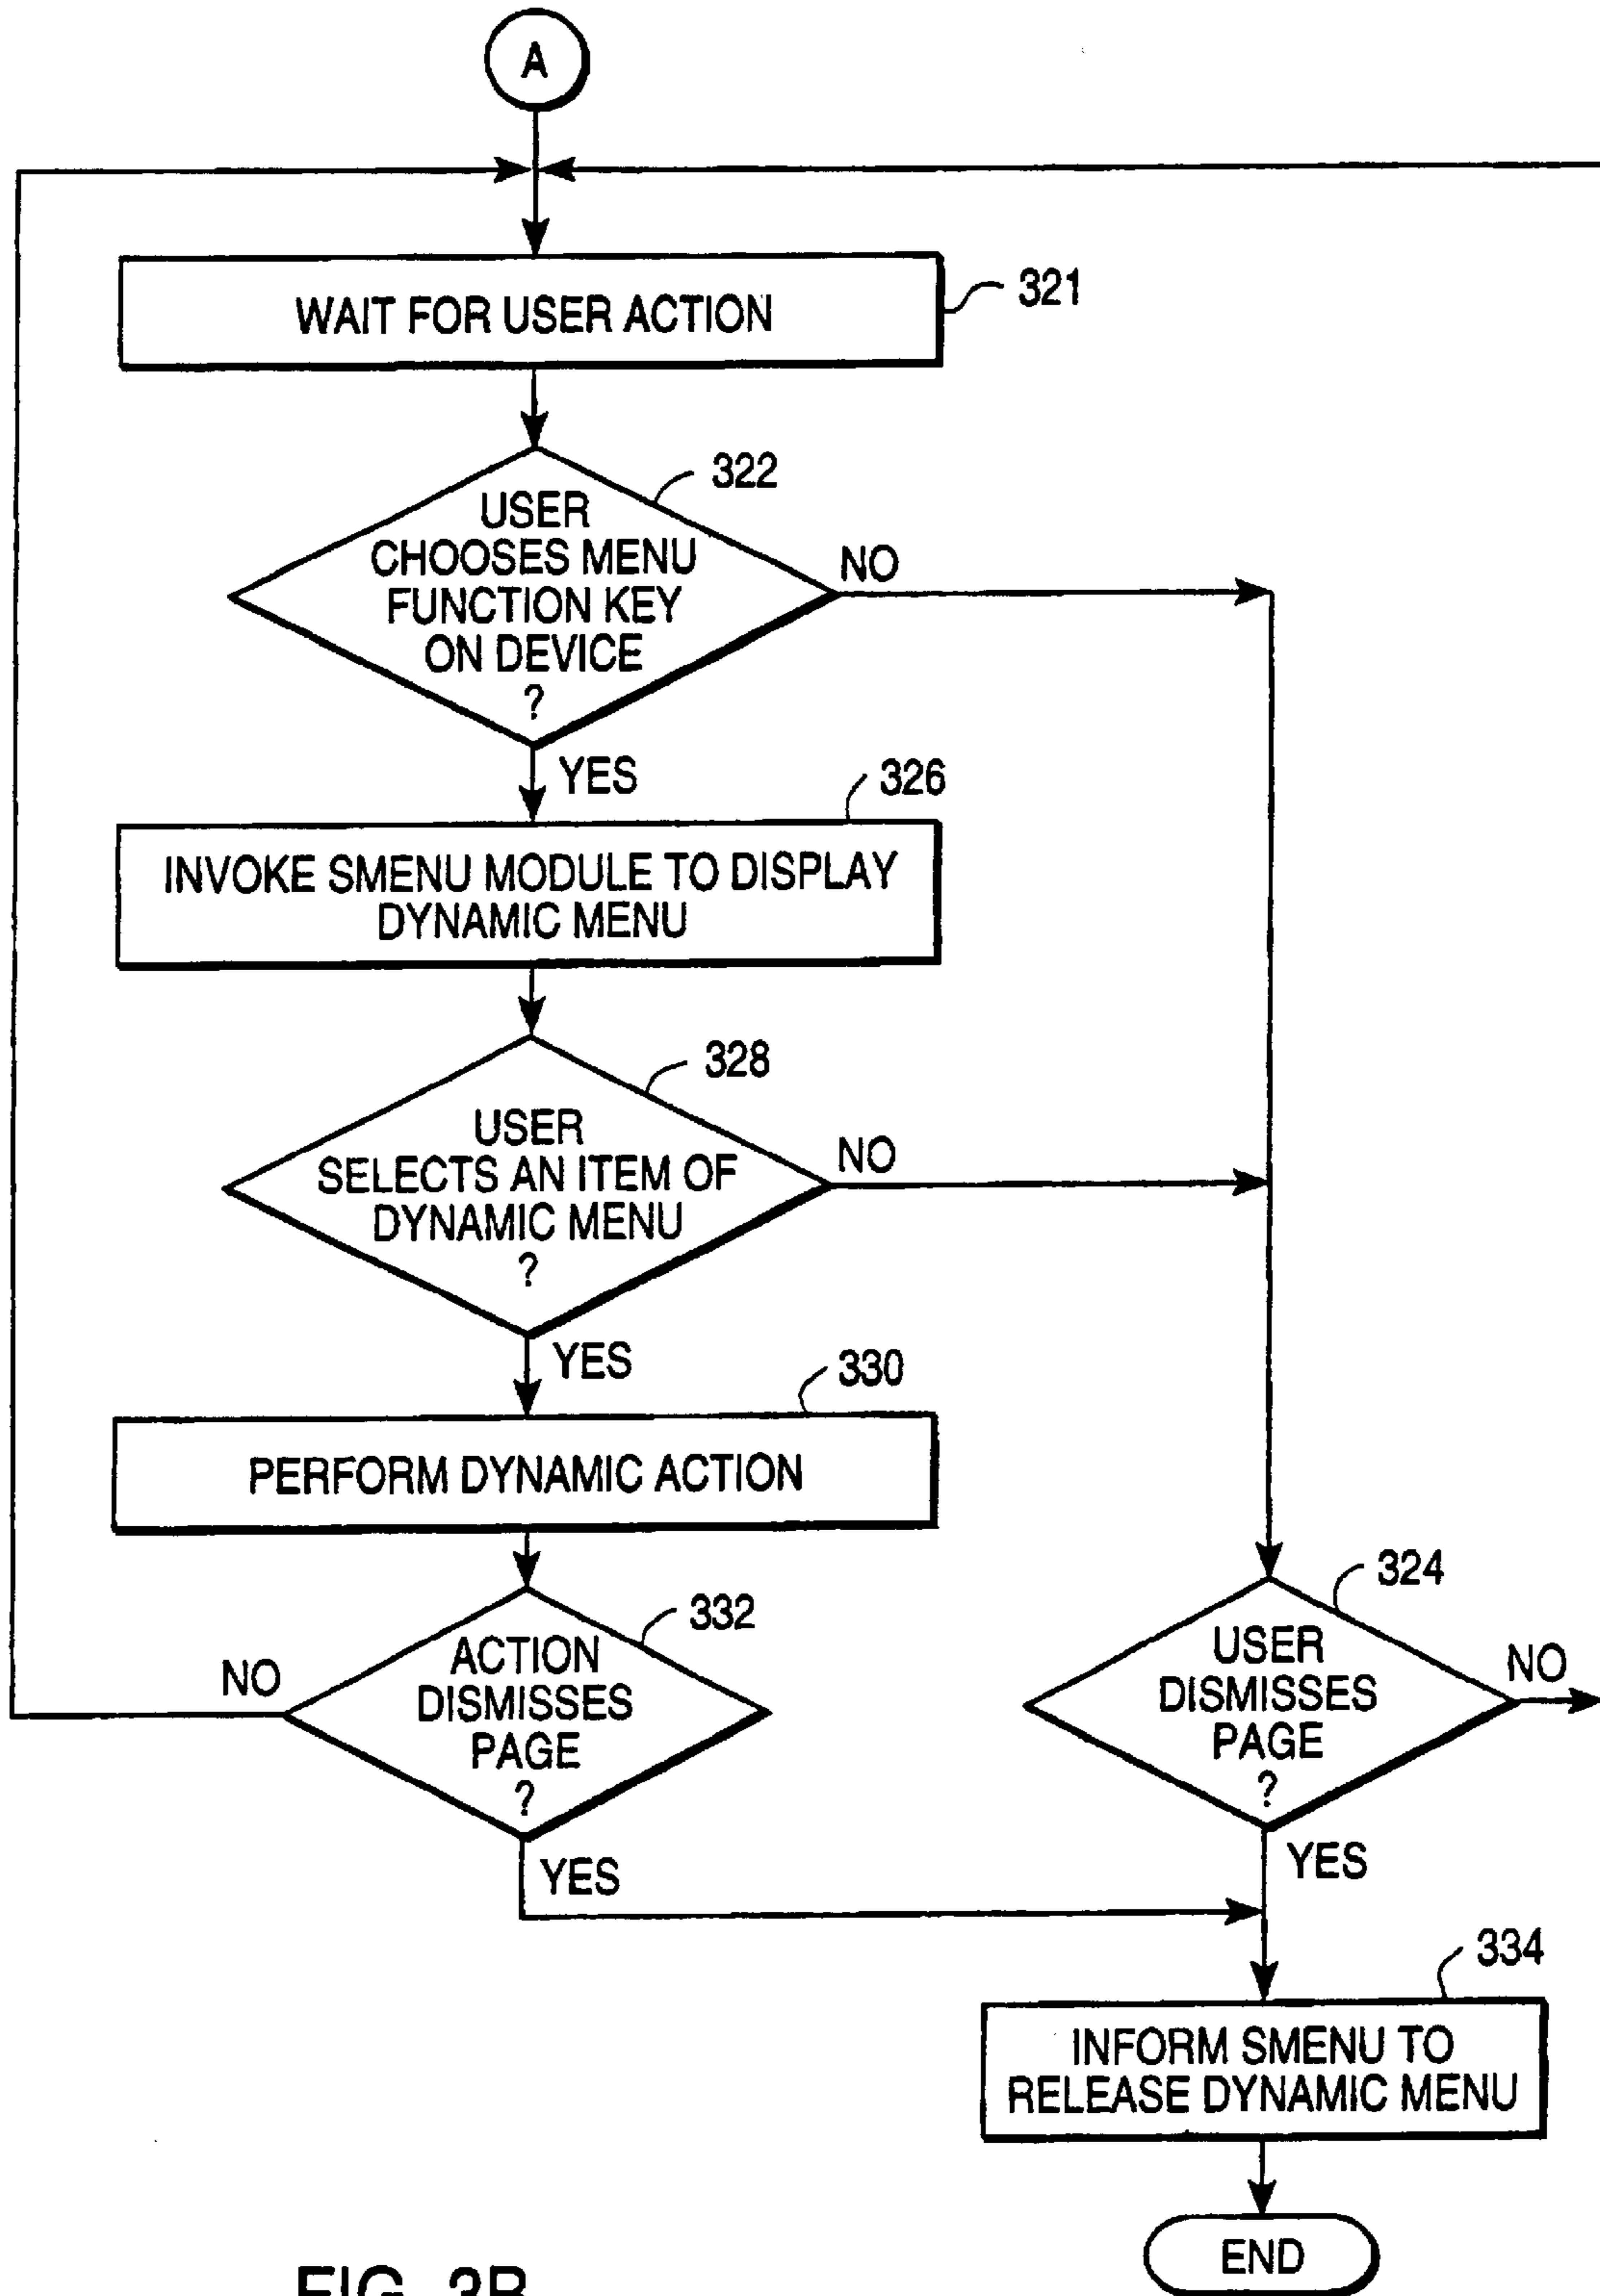 A
WAIT FOR USER ACTION
321
322
USER
CHOOSES MENU
FUNCTION KEY
ON DEVICE
?
NO
YES
326
INVOKE SMENU MODULE TO DISPLAY
DYNAMIC MENU
328
USER
SELECTS AN ITEM OF
DYNAMIC MENU
?
NO
YES
330
PERFORM DYNAMIC ACTION
332
ACTION
DISMISSES
PAGE
?
NO
YES
324
USER
DISMISSES
PAGE
?
NO
YES
334
INFORM SMENU TO
RELEASE DYNAMIC MENU
END
FIG. 3B